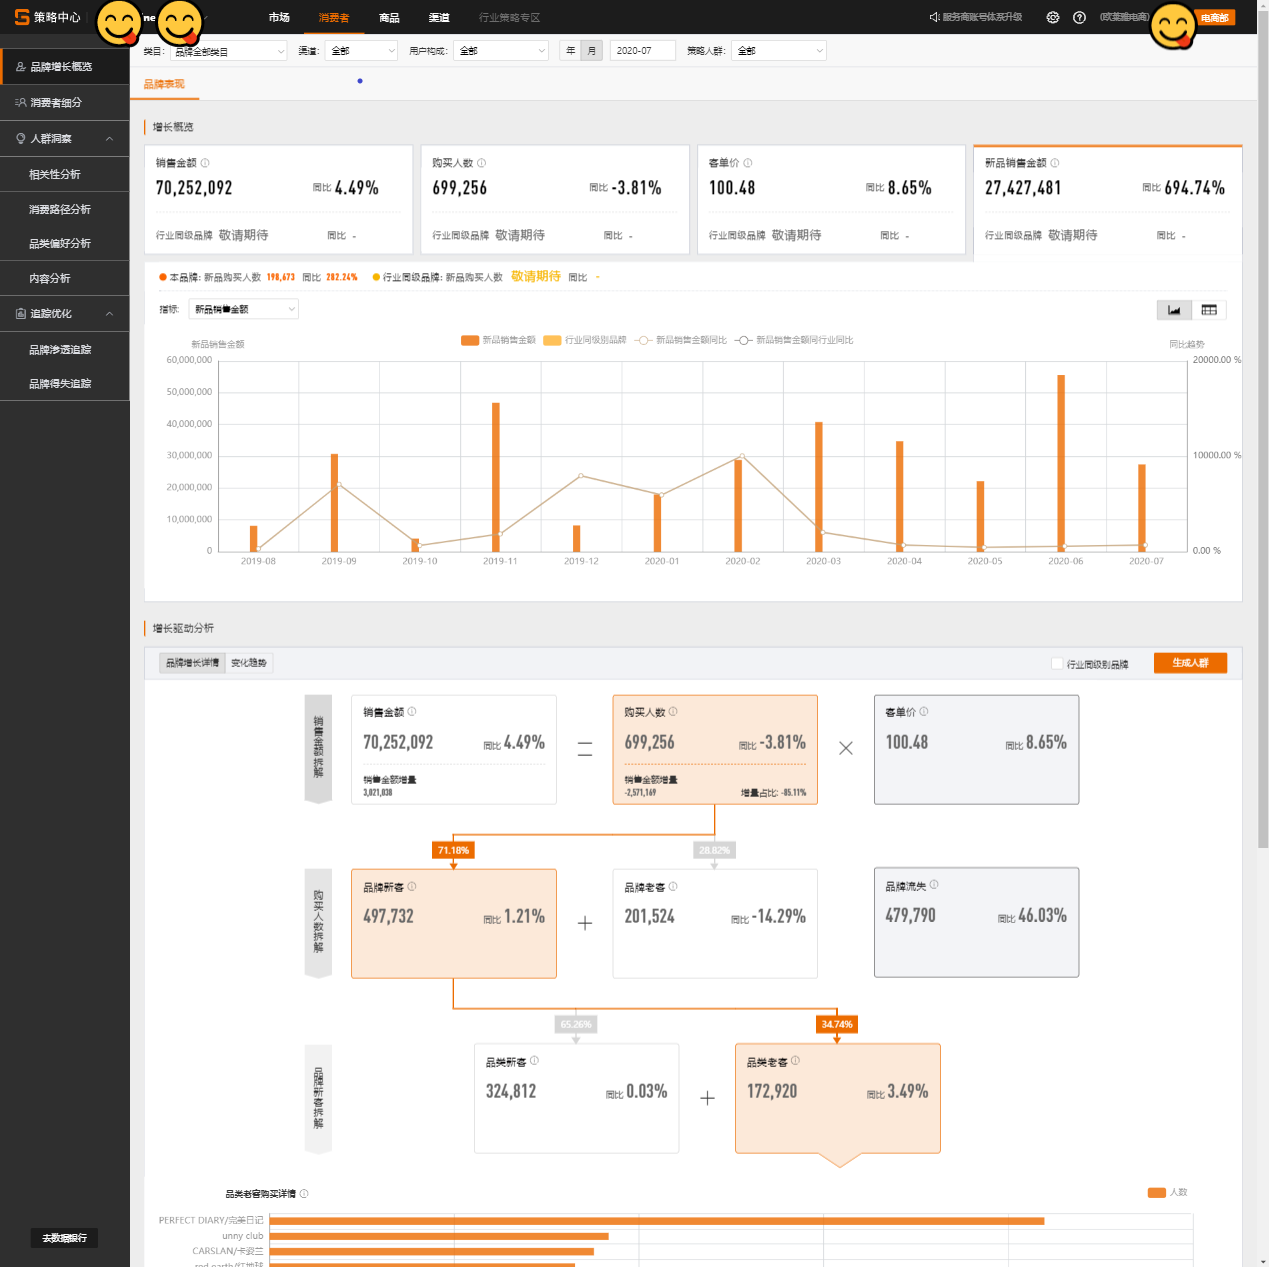 策略中心
市场
消费者
商品
渠道
行业策略专区
服务商账号体系升级
(欧莱雅电商)
电商部
类目:
品牌全部类目
渠道:
全部
用户构成:
全部
年
月
2020-07
策略人群:
全部
品牌增长概览
消费者细分
人群洞察
相关性分析
消费路径分析
品类偏好分析
内容分析
追踪优化
品牌渗透追踪
品牌得失追踪
去数据银行
品牌表现
增长概览
销售金额
70,252,092
同比 4.49%
行业同级品牌 敬请期待
同比 -
购买人数
699,256
同比 -3.81%
行业同级品牌 敬请期待
同比 -
客单价
100.48
同比 8.65%
行业同级品牌 敬请期待
同比 -
新品销售金额
27,427,481
同比 694.74%
行业同级品牌 敬请期待
同比 -
本品牌: 新品购买人数 198,673 同比 282.24%
行业同级品牌: 新品购买人数 敬请期待 同比 -
指标:
新品销售金额
新品销售金额
行业同级别品牌
新品销售金额同比
新品销售金额同行业同比
新品销售金额
同比趋势
60,000,000
50,000,000
40,000,000
30,000,000
20,000,000
10,000,000
0
20000.00 %
10000.00 %
0.00 %
2019-08
2019-09
2019-10
2019-11
2019-12
2020-01
2020-02
2020-03
2020-04
2020-05
2020-06
2020-07
增长驱动分析
品牌增长详情
变化趋势
行业同级别品牌
生成人群
销售金额拆解
销售金额
70,252,092
同比 4.49%
销售金额增量
3,021,038
购买人数
699,256
同比 -3.81%
销售金额增量
-2,571,169
增量占比: -85.11%
客单价
100.48
同比 8.65%
71.18%
28.82%
购买人数拆解
品牌新客
497,732
同比 1.21%
品牌老客
201,524
同比 -14.29%
品牌流失
479,790
同比 46.03%
65.26%
34.74%
品牌新客拆解
品类新客
324,812
同比 0.03%
品类老客
172,920
同比 3.49%
品类老客购买详情
人数
PERFECT DIARY/完美日记
unny club
CARSLAN/卡姿兰
red earth/红地球